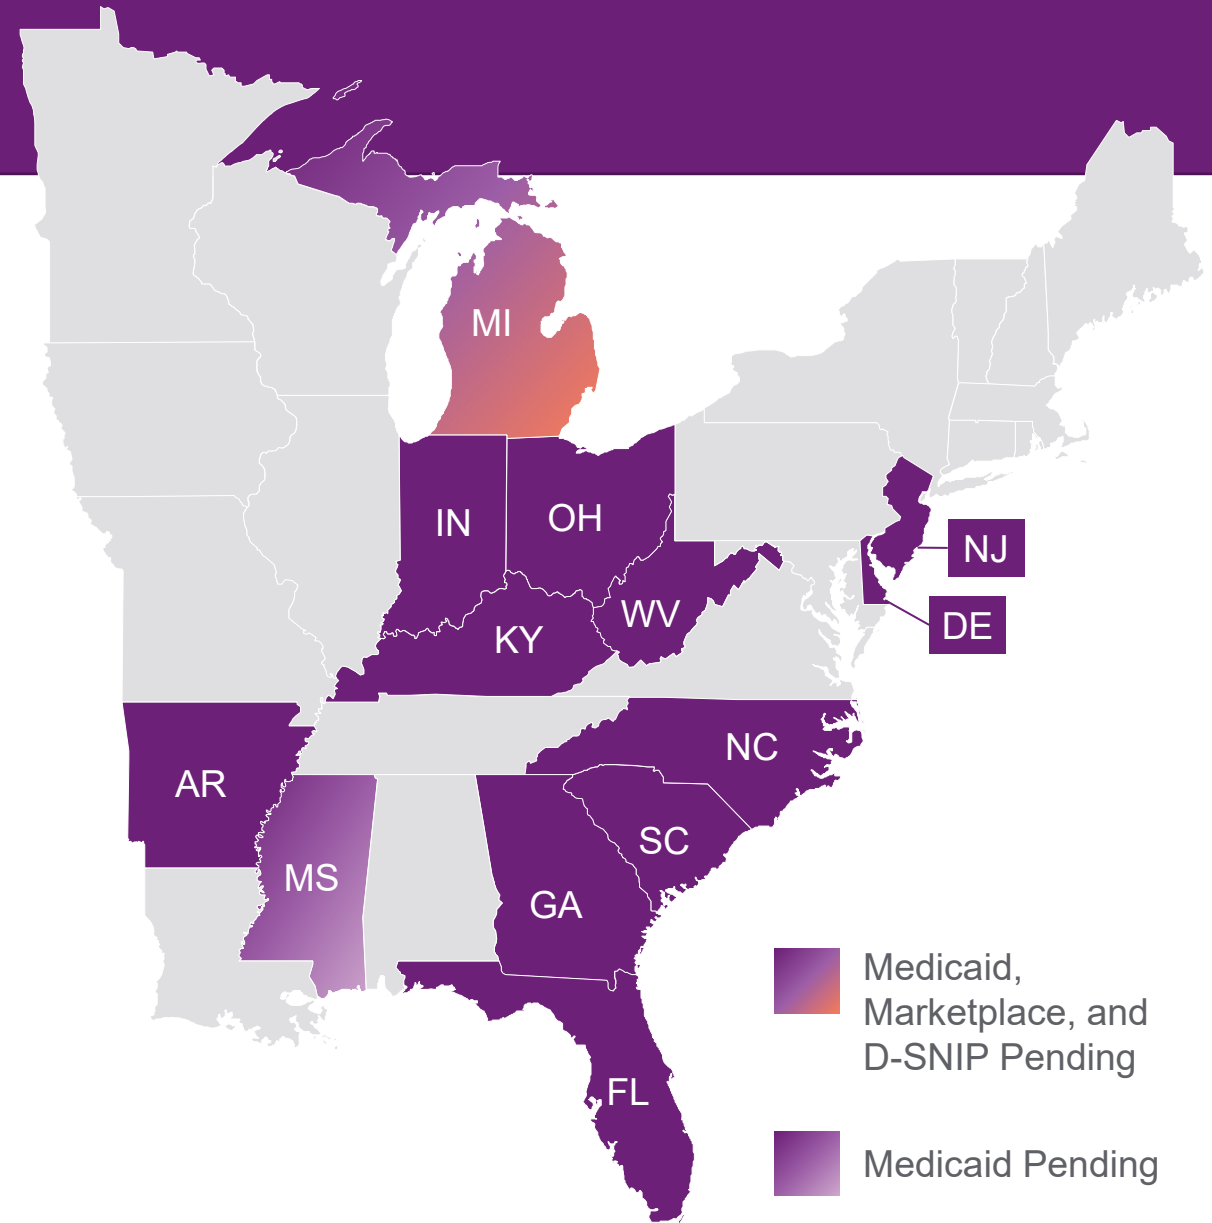 MI
IN
OH
NJ
WV
DE
KY
NC
AR
SC
MS
GA
Medicaid,
Marketplace, and
D-SNIP Pending
FL
Medicaid Pending